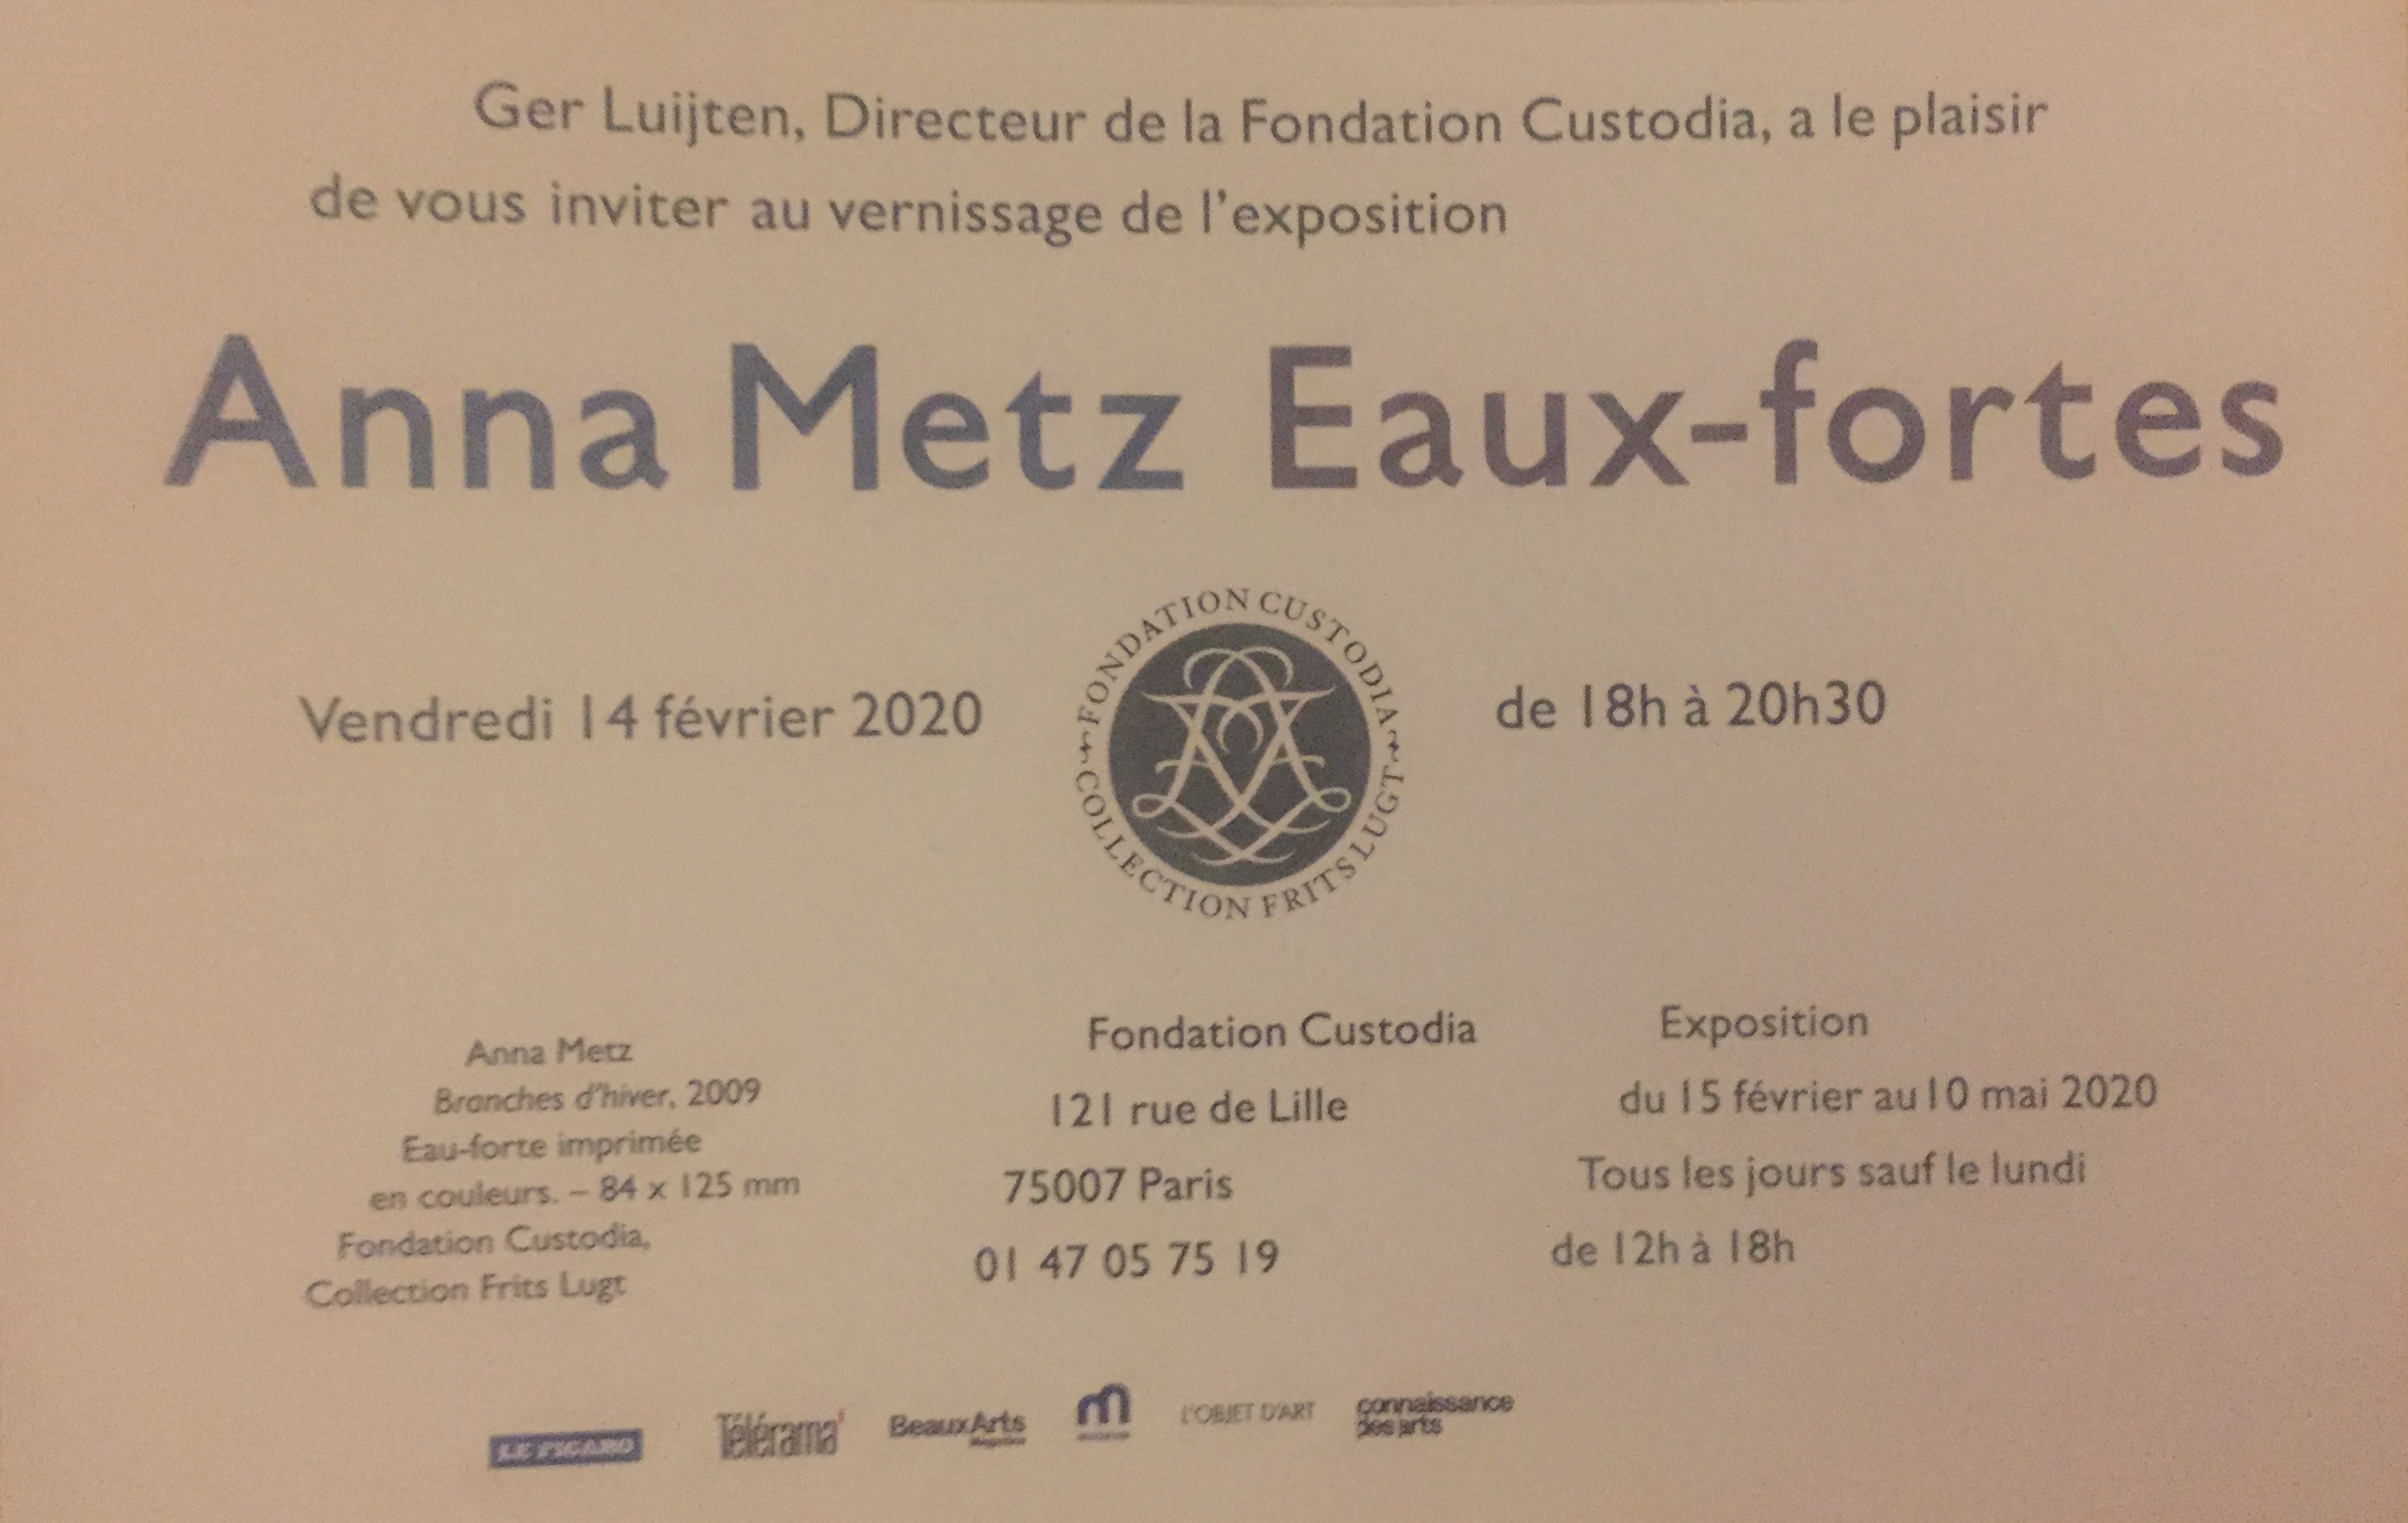 Ger Luijten, Directeur de la Fondation Custodia, a le plaisir
de vous inviter au vernissage de l'exposition
Anna Metz Eaux-fortes
Vendredi 14 février 2020
FONDATION CUSTODIA
COLLECTION FRITS LUGT
de 18h à 20h30
Anna Metz
Branches d'hiver, 2009
Eau-forte imprimée
en couleurs. – 84 x 125 mm
Fondation Custodia,
Collection Frits Lugt
Fondation Custodia
121 rue de Lille
75007 Paris
01 47 05 75 19
Exposition
du 15 février au10 mai 2020
Tous les jours sauf le lundi
de 12h à 18h
LE FIGARO
Télérama'
BeauxArts
Magazine
m
L'OBJET D'ART
connaissance
des arts